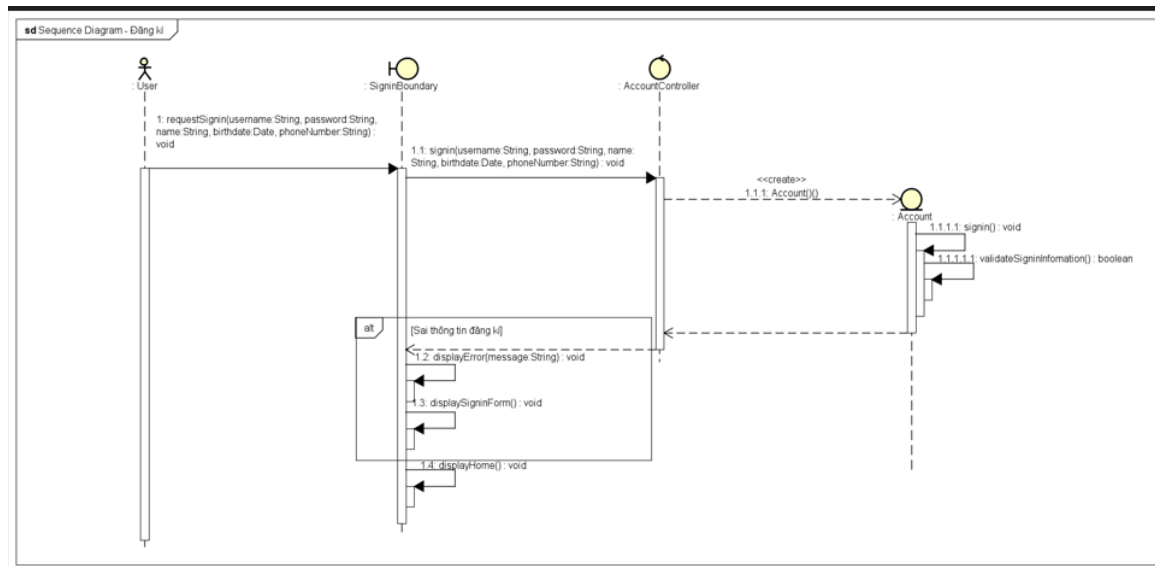 sd Sequence Diagram - Đăng kí
: User
: SigninBoundary
: AccountController
1: requestSignin(username:String, password:String,
name:String, birthdate:Date, phoneNumber:String) :
void
1.1: signin(username:String, password:String, name:
String, birthdate:Date, phoneNumber:String) : void
<<create>>
1.1.1: Account()()
: Account
1.1.1.1: signin() : void
1.1.1.1.1: validateSigninInfomation() : boolean
alt
[Sai thông tin đăng kí]
1.2: displayError(message:String) : void
1.3: displaySigninForm() : void
1.4: displayHome() : void